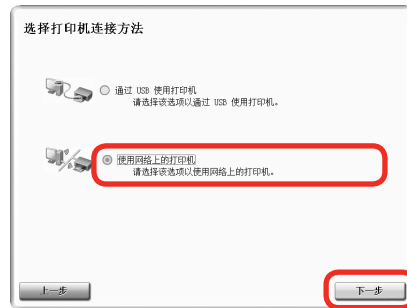 选择打印机连接方法
通过 USB 使用打印机
请选择该选项以通过 USB 使用打印机。
使用网络上的打印机
请选择该选项以使用网络上的打印机。
上一步
下一步